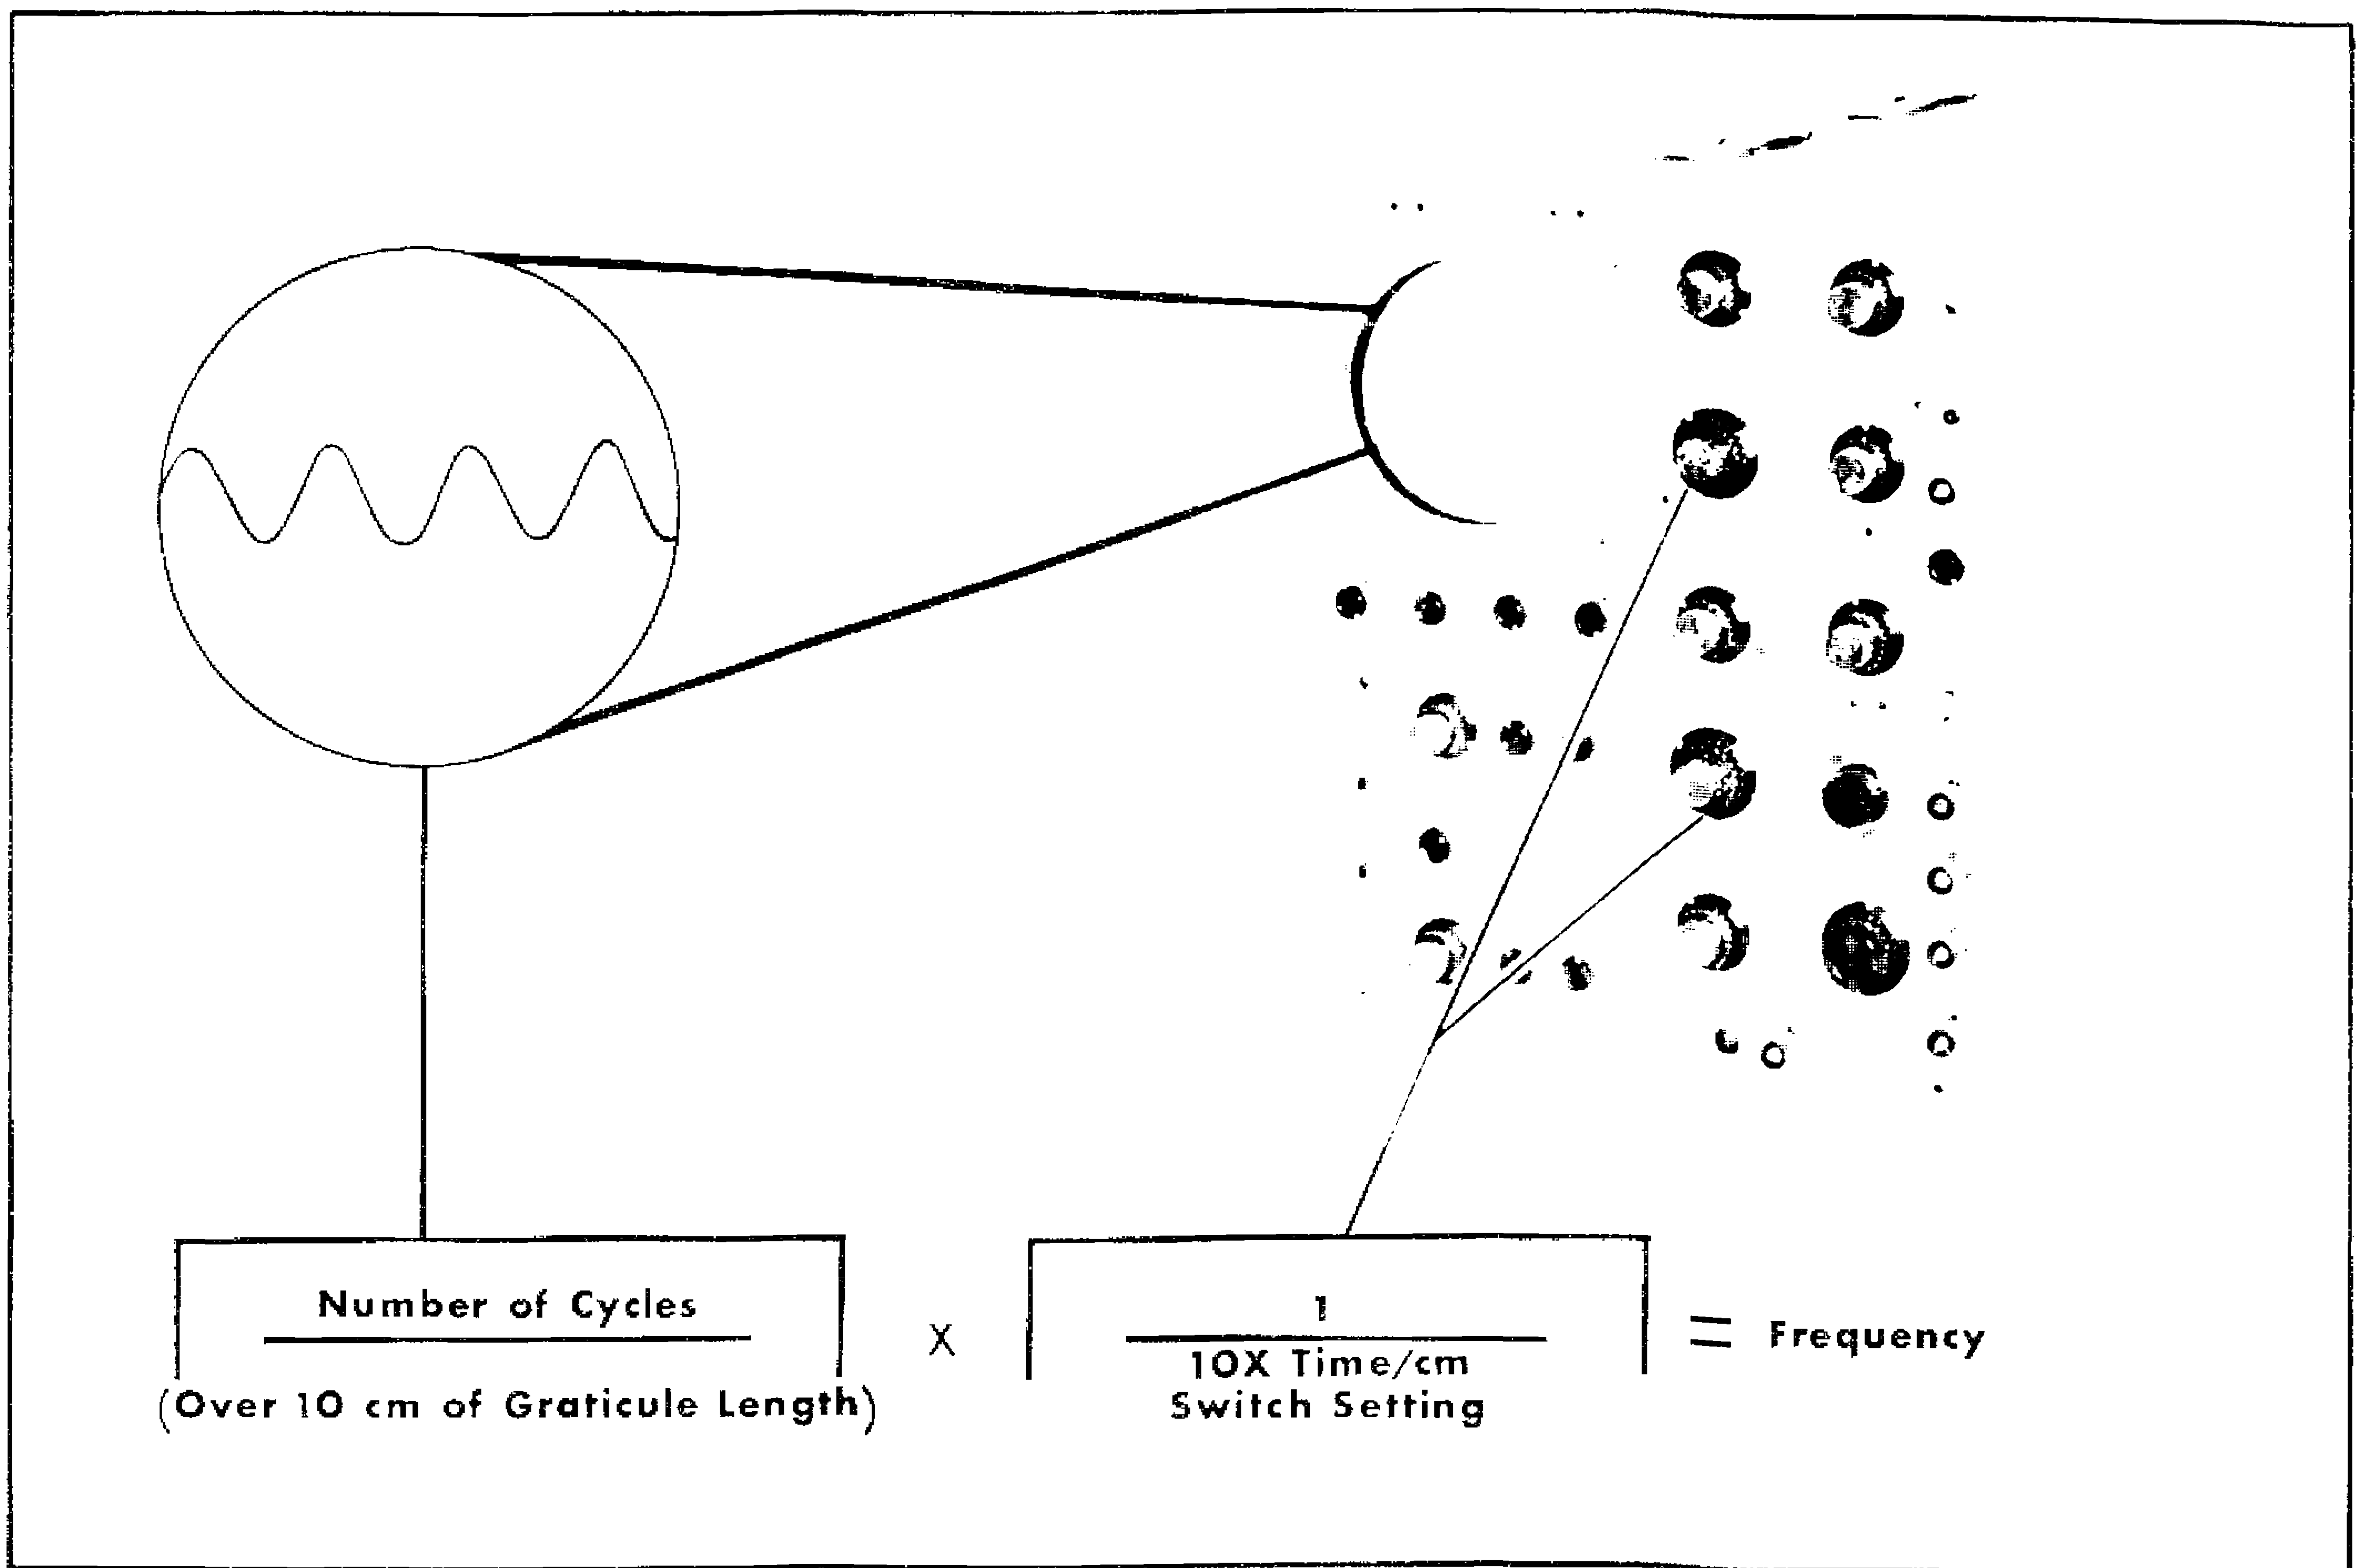 Number of Cycles
(Over 10 cm of Graticule Length)
X
1
10X Time/cm
Switch Setting
= Frequency